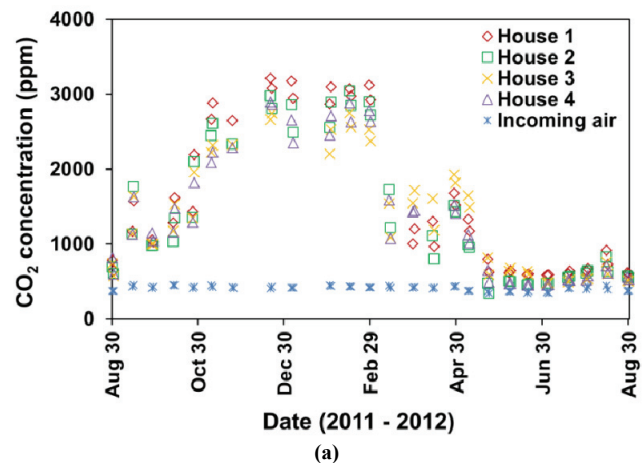 4000
3000
2000
1000
0
CO2 concentration (ppm)
House 1
House 2
House 3
House 4
Incoming air
Aug 30
Oct 30
Dec 30
Feb 29
Apr 30
Jun 30
Aug 30
Date (2011 - 2012)
(a)